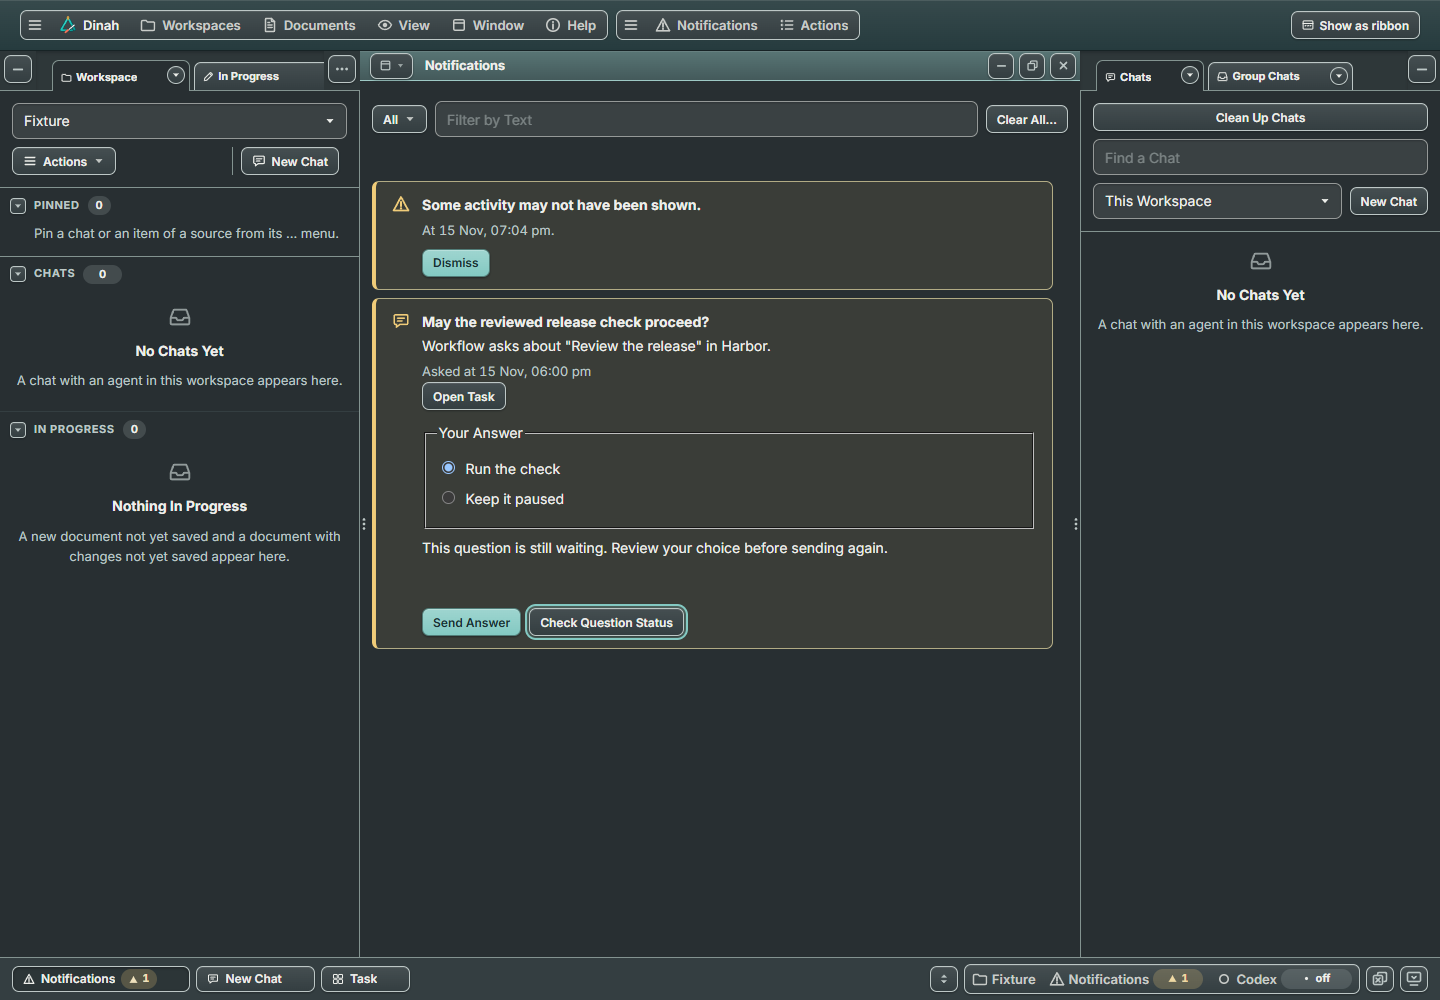 Dinah
Workspaces
Documents
View
Window
Help
Notifications
Actions
Show as ribbon
Workspace
In Progress
Notifications
Chats
Group Chats
Fixture
Actions
New Chat
PINNED 0
Pin a chat or an item of a source from its ... menu.
CHATS 0
No Chats Yet
A chat with an agent in this workspace appears here.
IN PROGRESS 0
Nothing In Progress
A new document not yet saved and a document with
changes not yet saved appear here.
All
Filter by Text
Clear All...
Some activity may not have been shown.
At 15 Nov, 07:04 pm.
Dismiss
May the reviewed release check proceed?
Workflow asks about "Review the release" in Harbor.
Asked at 15 Nov, 06:00 pm
Open Task
Your Answer
Run the check
Keep it paused
This question is still waiting. Review your choice before sending again.
Send Answer
Check Question Status
Clean Up Chats
Find a Chat
This Workspace
New Chat
No Chats Yet
A chat with an agent in this workspace appears here.
Notifications 1
New Chat
Task
Fixture
Notifications 1
Codex off